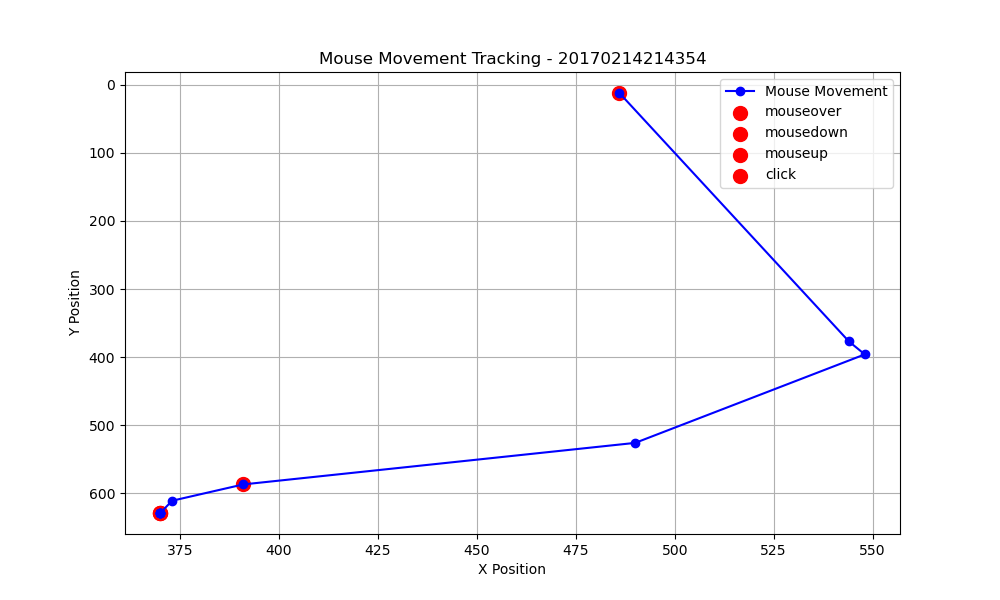 Mouse Movement Tracking - 20170214214354
Mouse Movement
mouseover
mousedown
mouseup
click
0
100
200
300
400
500
600
Y Position
375
400
425
450
475
500
525
550
X Position